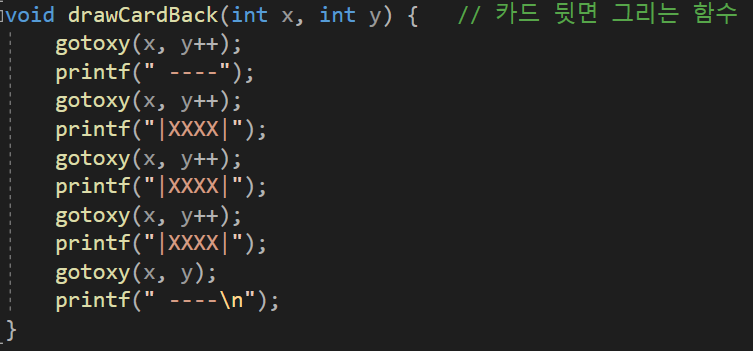 void drawCardBack(int x, int y) {   // 카드 뒷면 그리는 함수
    gotoxy(x, y++);
    printf(" ----");
    gotoxy(x, y++);
    printf("|XXXX|");
    gotoxy(x, y++);
    printf("|XXXX|");
    gotoxy(x, y++);
    printf("|XXXX|");
    gotoxy(x, y);
    printf(" ----\n");
}